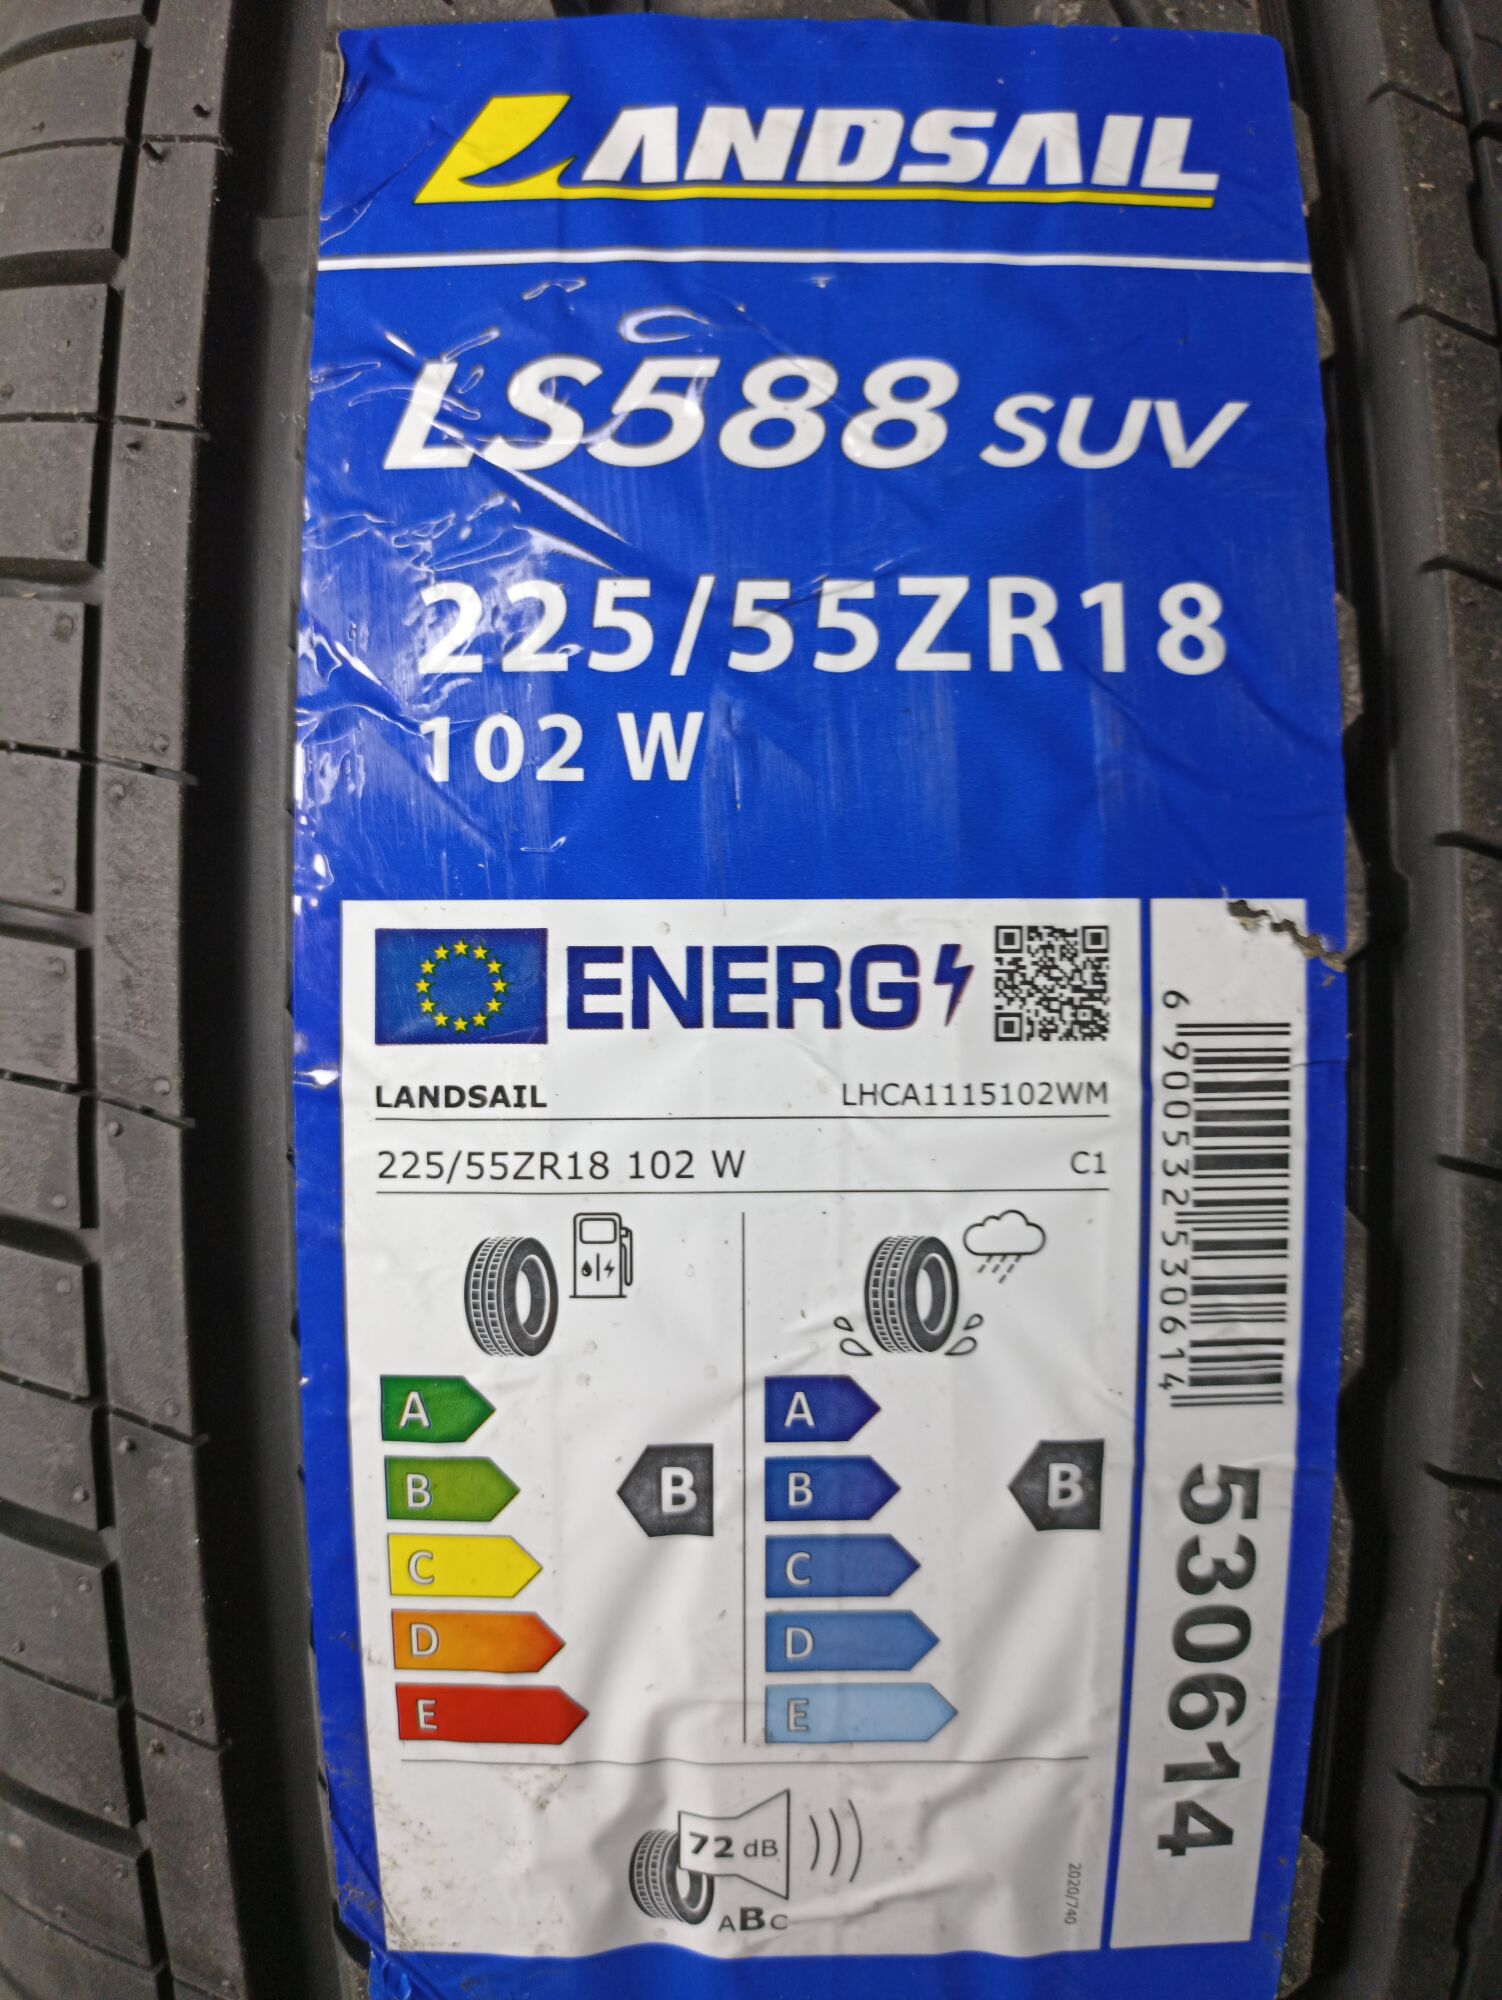 LANDSAIL
LS588 SUV
225/55ZR18
102 W
ENERG
LANDSAIL LHCA1115102WM
225/55ZR18 102 W C1
A A
B B B B
C C
D D
E E
72 dB
ABC
2020/740
6 900532 530614
530614